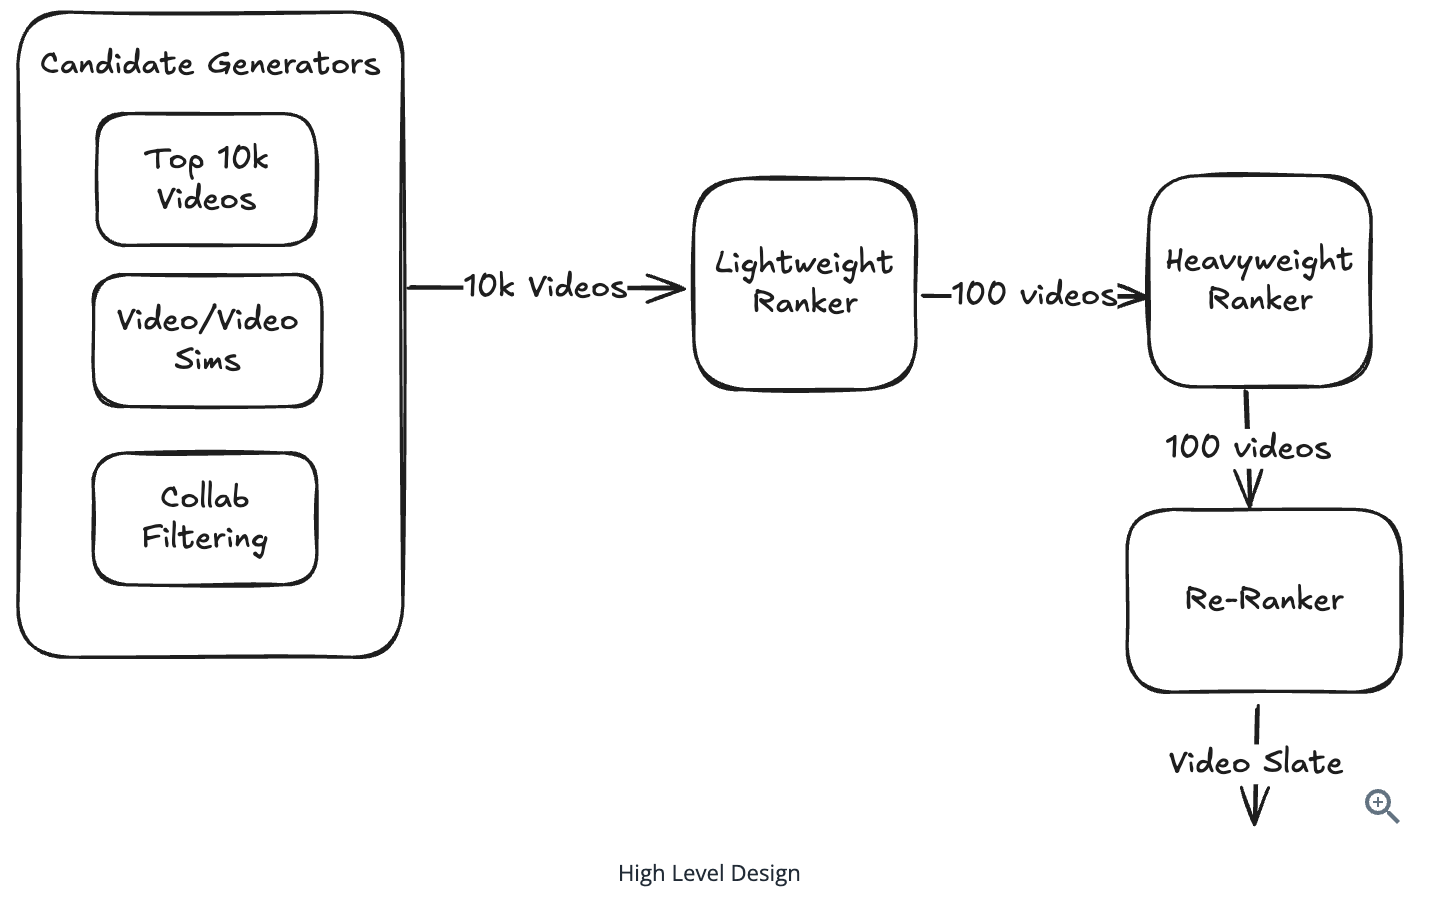 Candidate Generators
Top 10k
Videos
Video/Video
Sims
Collab
Filtering
10k Videos
Lightweight
Ranker
100 videos
Heavyweight
Ranker
100 videos
Re-Ranker
Video Slate
High Level Design